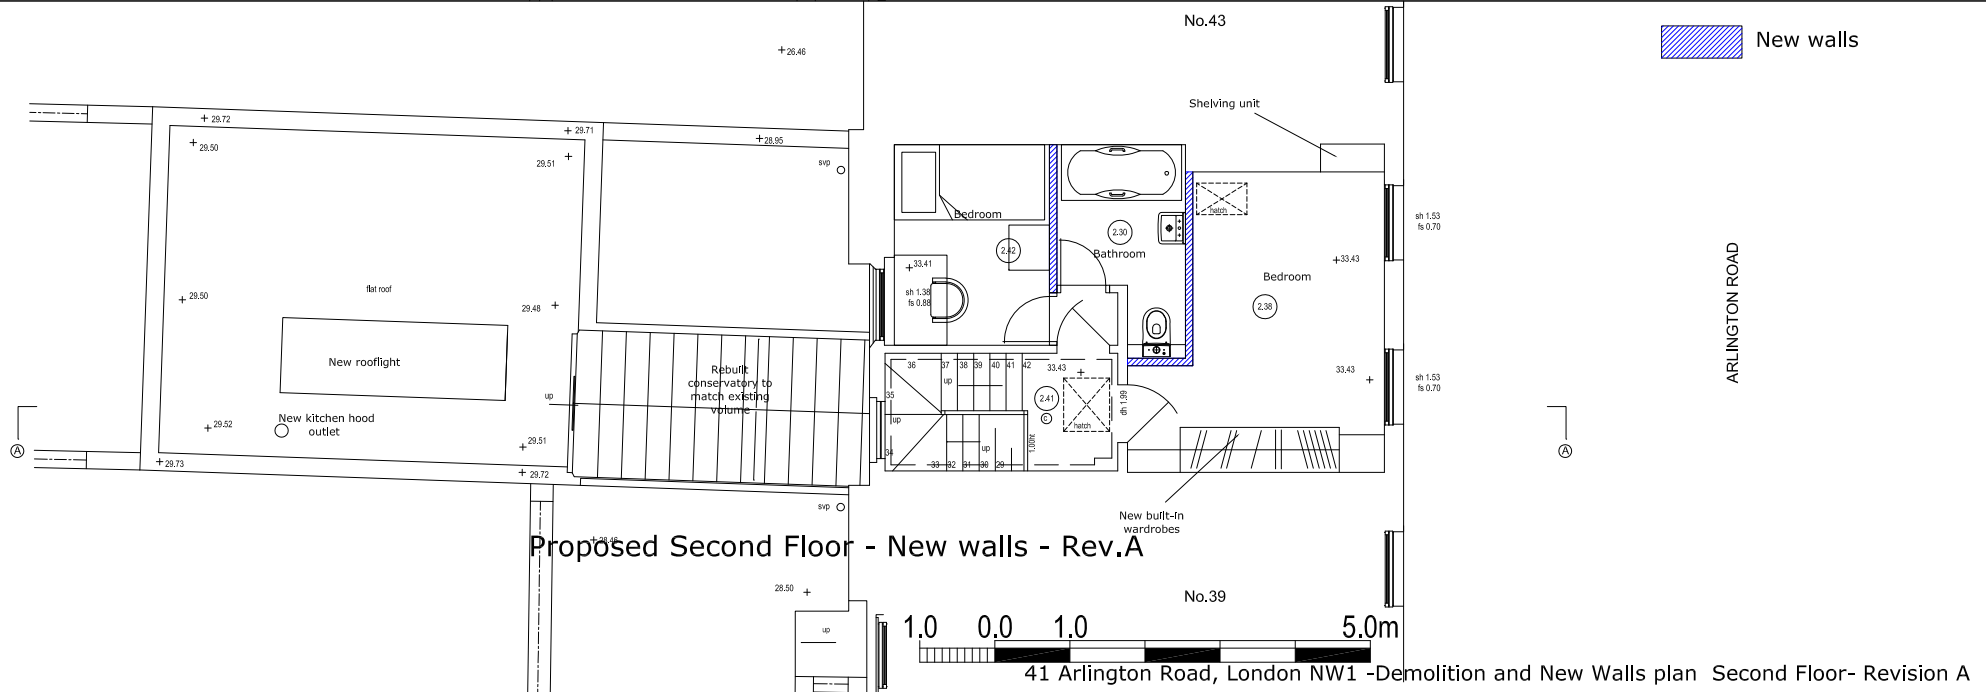 No.43
New walls
26.46
Shelving unit
29.72
29.71
28.95
29.50
29.51
svp
Bedroom
hatch
2.30
2.42
Bathroom
sh 1.53
fs 0.70
33.41
33.43
Bedroom
ARLINGTON ROAD
flat roof
29.50
29.48
sh 1.38
fs 0.88
2.38
New rooflight
Rebuilt
conservatory to
match existing
volume
36
37
38
39
40
41
42
33.43
33.43
up
35
sh 1.53
fs 0.70
up
2.41
c
dh 1.99
New kitchen hood
outlet
29.52
up
hatch
29.51
34
up
1.00ht
A
A
29.73
33
32
31
30
29
29.72
svp
New built-in
wardrobes
28.46
Proposed Second Floor - New walls - Rev.A
28.50
No.39
up
1.0
0.0
1.0
5.0m
41 Arlington Road, London NW1 -Demolition and New Walls plan Second Floor- Revision A